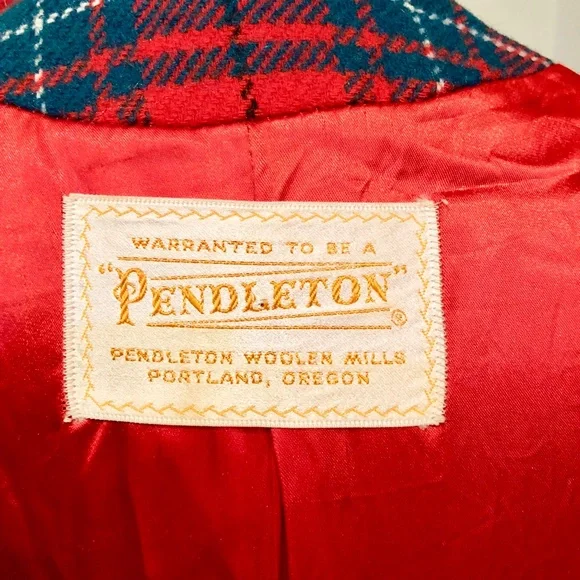 WARRANTED TO BE A
"PENDLETON"®
PENDLETON WOOLEN MILLS
PORTLAND, OREGON